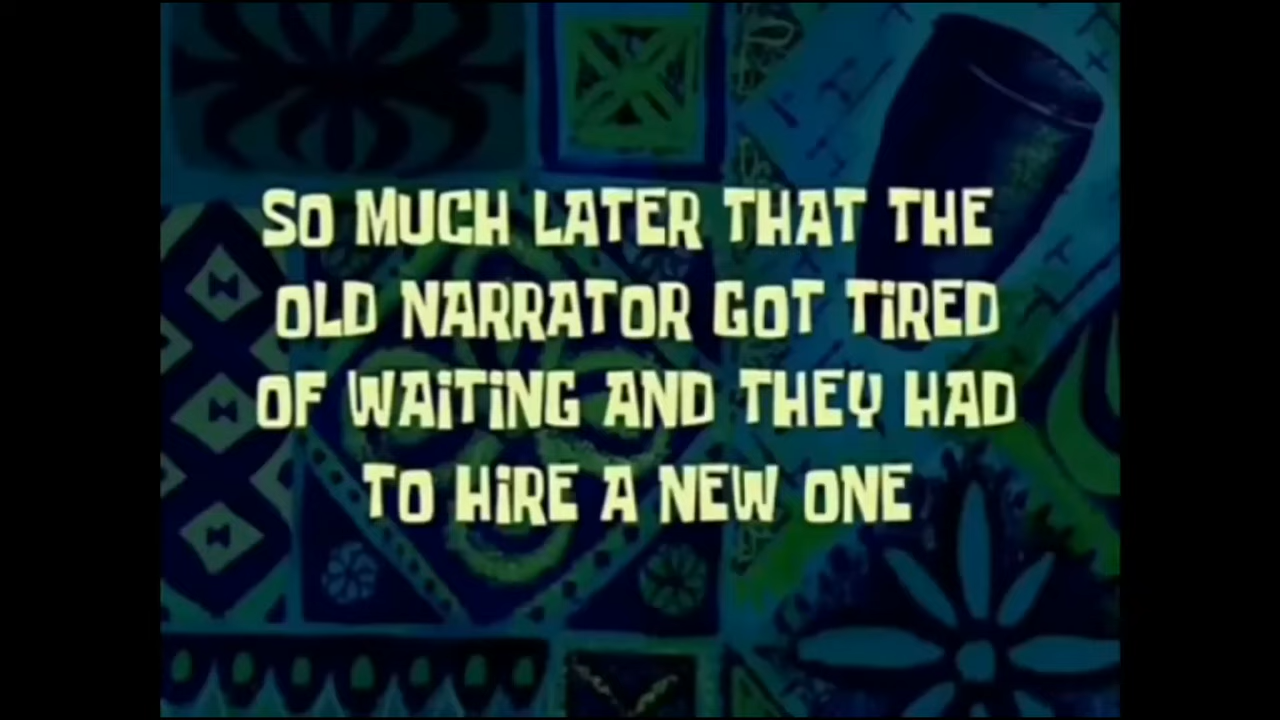 SO MUCH LATER THAT THE
OLD NARRATOR GOT TiRED
OF WAiTiNG AND THEY HAD
TO HiRE A NEW ONE